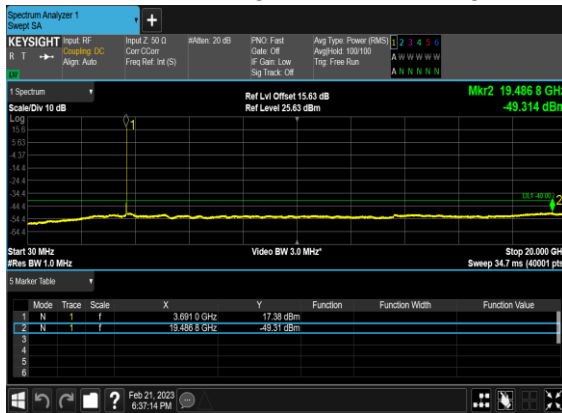 Spectrum Analyzer 1
Swept SA
+
KEYSIGHT Input: RF Input Z: 50 Ω #Atten: 20 dB PNO: Fast Avg Type: Power (RMS) 1 2 3 4 5 6
R T Coupling: DC Corr CCorr Gate: Off Avg|Hold: 100/100 A W W W W W
Align: Auto Freq Ref: Int (S) IF Gain: Low Trig: Free Run
Sig Track: Off A N N N N N
1 Spectrum
Ref Lvl Offset 15.63 dB Mkr2 19.486 8 GHz
Scale/Div 10 dB Ref Level 25.63 dBm -49.314 dBm
Log
1
15.6
5.63
-4.37
-14.4
-24.4
-34.4
DL1 -40.00
2
-44.4
-54.4
-64.4
Start 30 MHz Video BW 3.0 MHz* Stop 20.000 GHz
#Res BW 1.0 MHz Sweep 34.7 ms (40001 pts)
5 Marker Table
Mode Trace Scale X Y Function Function Width Function Value
1 N 1 f 3.691 0 GHz 17.38 dBm
2 N 1 f 19.486 8 GHz -49.31 dBm
3
4
5
6
? Feb 21, 2023
6:37:14 PM